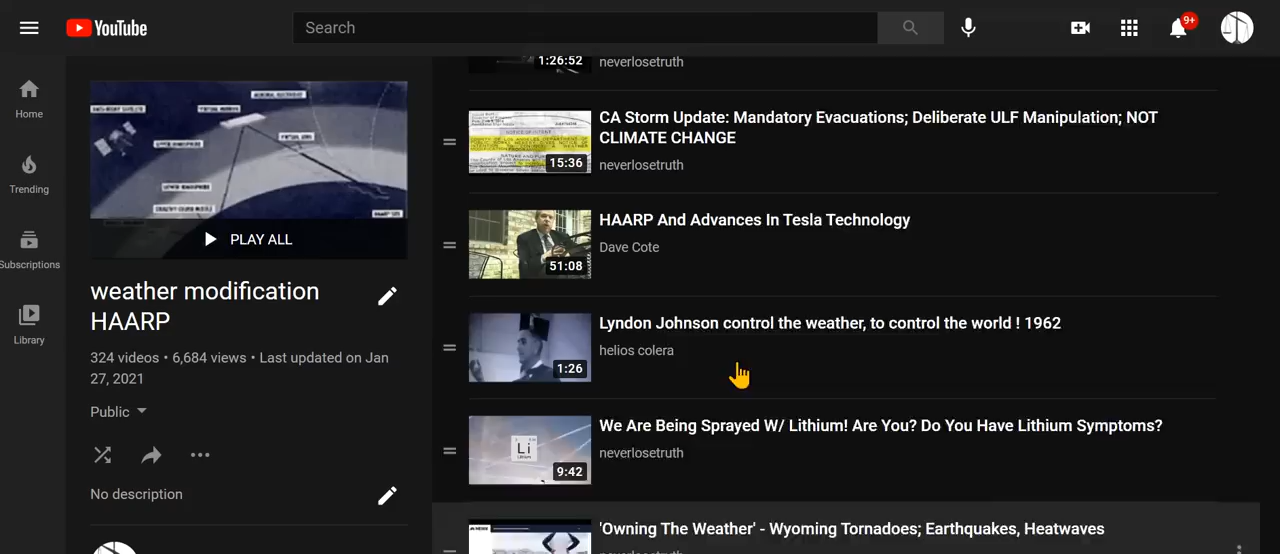 YouTube
Search
9+
Home
Trending
Subscriptions
Library
PLAY ALL
weather modification
HAARP
324 videos • 6,684 views • Last updated on Jan
27, 2021
Public
No description
1:26:52
neverlosetruth
CA Storm Update: Mandatory Evacuations; Deliberate ULF Manipulation; NOT
CLIMATE CHANGE
neverlosetruth
15:36
HAARP And Advances In Tesla Technology
Dave Cote
51:08
Lyndon Johnson control the weather, to control the world ! 1962
helios colera
1:26
We Are Being Sprayed W/ Lithium! Are You? Do You Have Lithium Symptoms?
neverlosetruth
Li
9:42
'Owning The Weather' - Wyoming Tornadoes; Earthquakes, Heatwaves
neverlosetruth